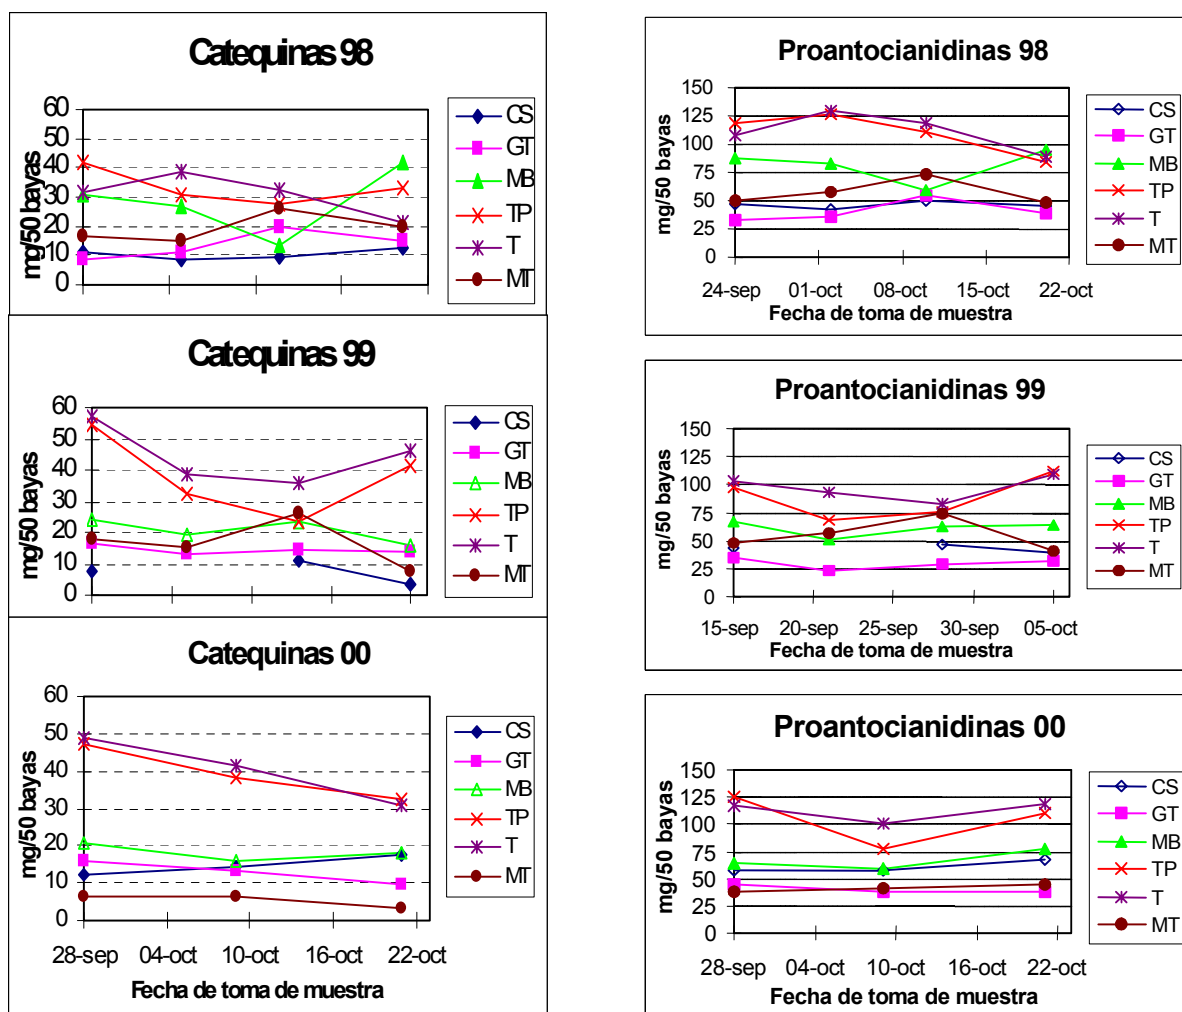 Catequinas 98
60
50
40
30
20
10
0
mg/50 bayas
CS
GT
MB
TP
T
MT
Proantocianidinas 98
150
125
100
75
50
25
0
mg/50 bayas
24-sep 01-oct 08-oct 15-oct 22-oct
Fecha de toma de muestra
CS
GT
MB
TP
T
MT
Catequinas 99
60
50
40
30
20
10
0
mg/50 bayas
CS
GT
MB
TP
T
MT
Proantocianidinas 99
150
125
100
75
50
25
0
mg/50 bayas
15-sep 20-sep 25-sep 30-sep 05-oct
Fecha de toma de muestra
CS
GT
MB
TP
T
MT
Catequinas 00
60
50
40
30
20
10
0
mg/50 bayas
28-sep 04-oct 10-oct 16-oct 22-oct
Fecha de toma de muestra
CS
GT
MB
TP
T
MT
Proantocianidinas 00
150
125
100
75
50
25
0
mg/50 bayas
28-sep 04-oct 10-oct 16-oct 22-oct
Fecha de toma de muestra
CS
GT
MB
TP
T
MT